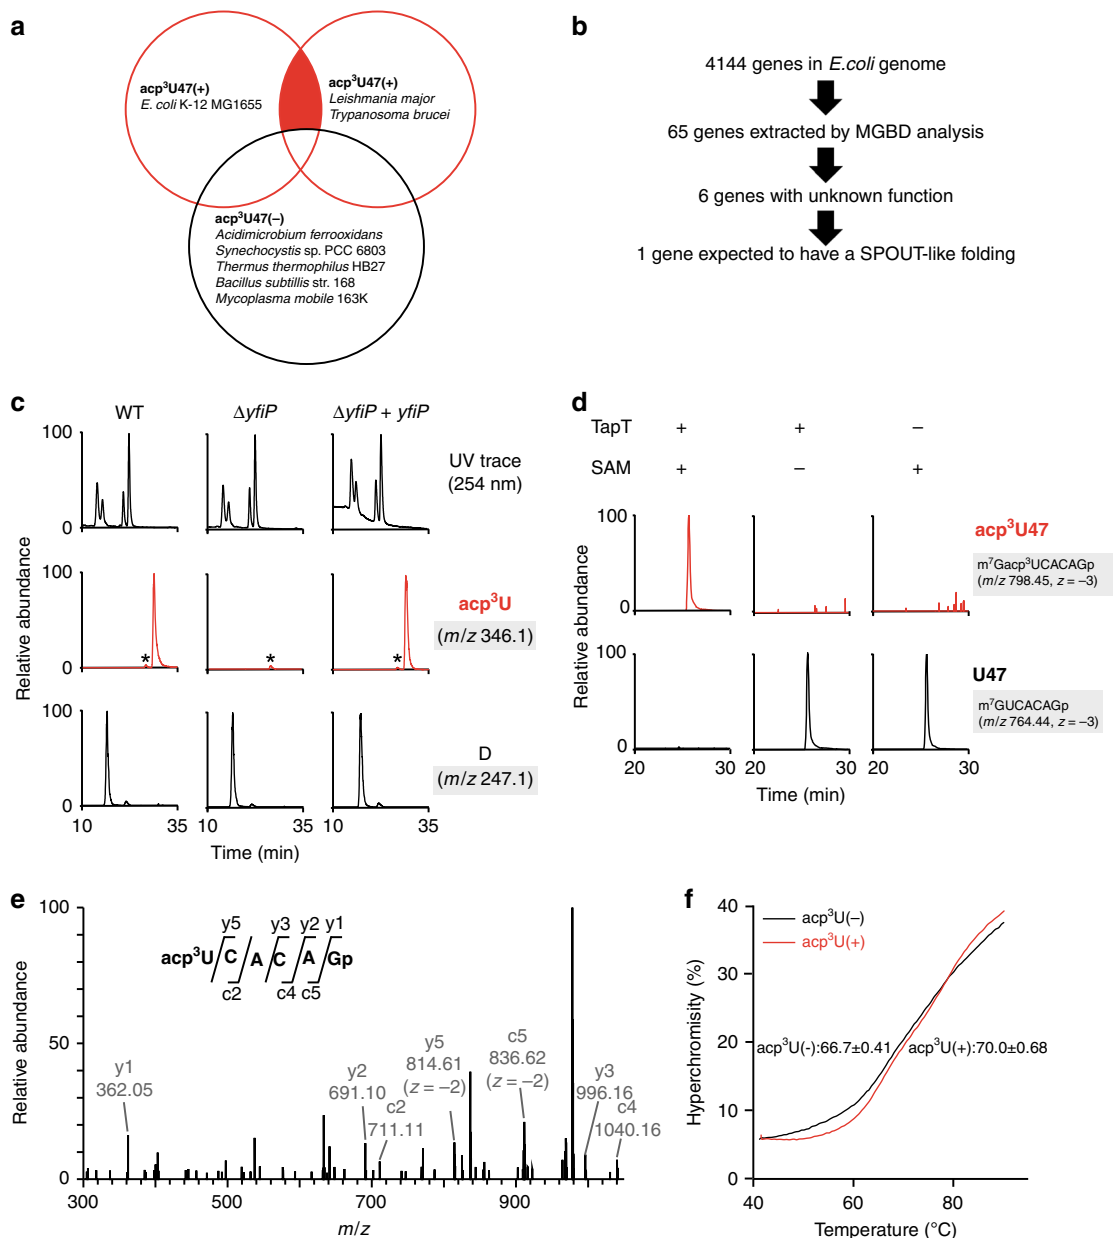 a
acp³U47(+)
E. coli K-12 MG1655
acp³U47(+)
Leishmania major
Trypanosoma brucei
acp³U47(–)
Acidimicrobium ferrooxidans
Synechocystis sp. PCC 6803
Thermus thermophilus HB27
Bacillus subtillis str. 168
Mycoplasma mobile 163K
b
4144 genes in E.coli genome
65 genes extracted by MGBD analysis
6 genes with unknown function
1 gene expected to have a SPOUT-like folding
c
WT
ΔyfiP
ΔyfiP + yfiP
100
0
UV trace
(254 nm)
Relative abundance
100
0
*
*
*
acp³U
(m/z 346.1)
100
0
D
(m/z 247.1)
10 35 10 35 10 35
Time (min)
d
TapT + + –
SAM + – +
Relative abundance
100
0
acp³U47
m⁷Gacp³UCACAGp
(m/z 798.45, z = –3)
100
0
U47
m⁷GUCACAGp
(m/z 764.44, z = –3)
20 30 20 30
Time (min)
e
Relative abundance
100
50
0
y5 y3 y2 y1
acp³U C A C A Gp
c2 c4 c5
y1
362.05
y2
691.10
c2
711.11
y5
814.61
(z = –2)
c5
836.62
(z = –2)
y3
996.16
c4
1040.16
300 500 700 900
m/z
f
Hyperchromisity (%)
40
30
20
10
0
acp³U(–)
acp³U(+)
acp³U(-):66.7±0.41
acp³U(+):70.0±0.68
40 60 80
Temperature (°C)